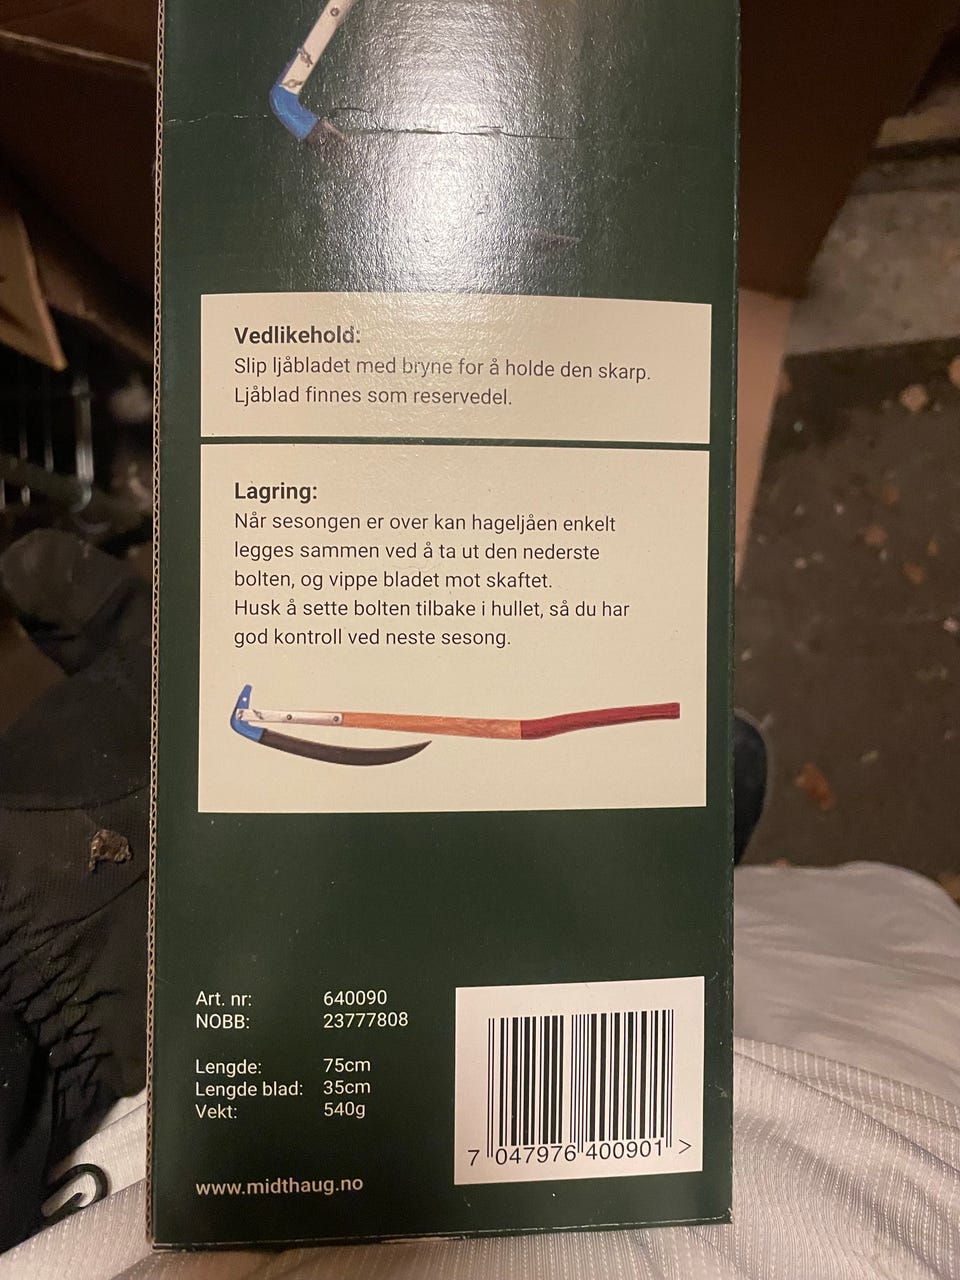 Vedlikehold:
Slip ljåbladet med bryne for å holde den skarp.
Ljåblad finnes som reservedel.
Lagring:
Når sesongen er over kan hageljåen enkelt
legges sammen ved å ta ut den nederste
bolten, og vippe bladet mot skaftet.
Husk å sette bolten tilbake i hullet, så du har
god kontroll ved neste sesong.
Art. nr: 640090
NOBB: 23777808
Lengde: 75cm
Lengde blad: 35cm
Vekt: 540g
7 047976 400901 >
www.midthaug.no